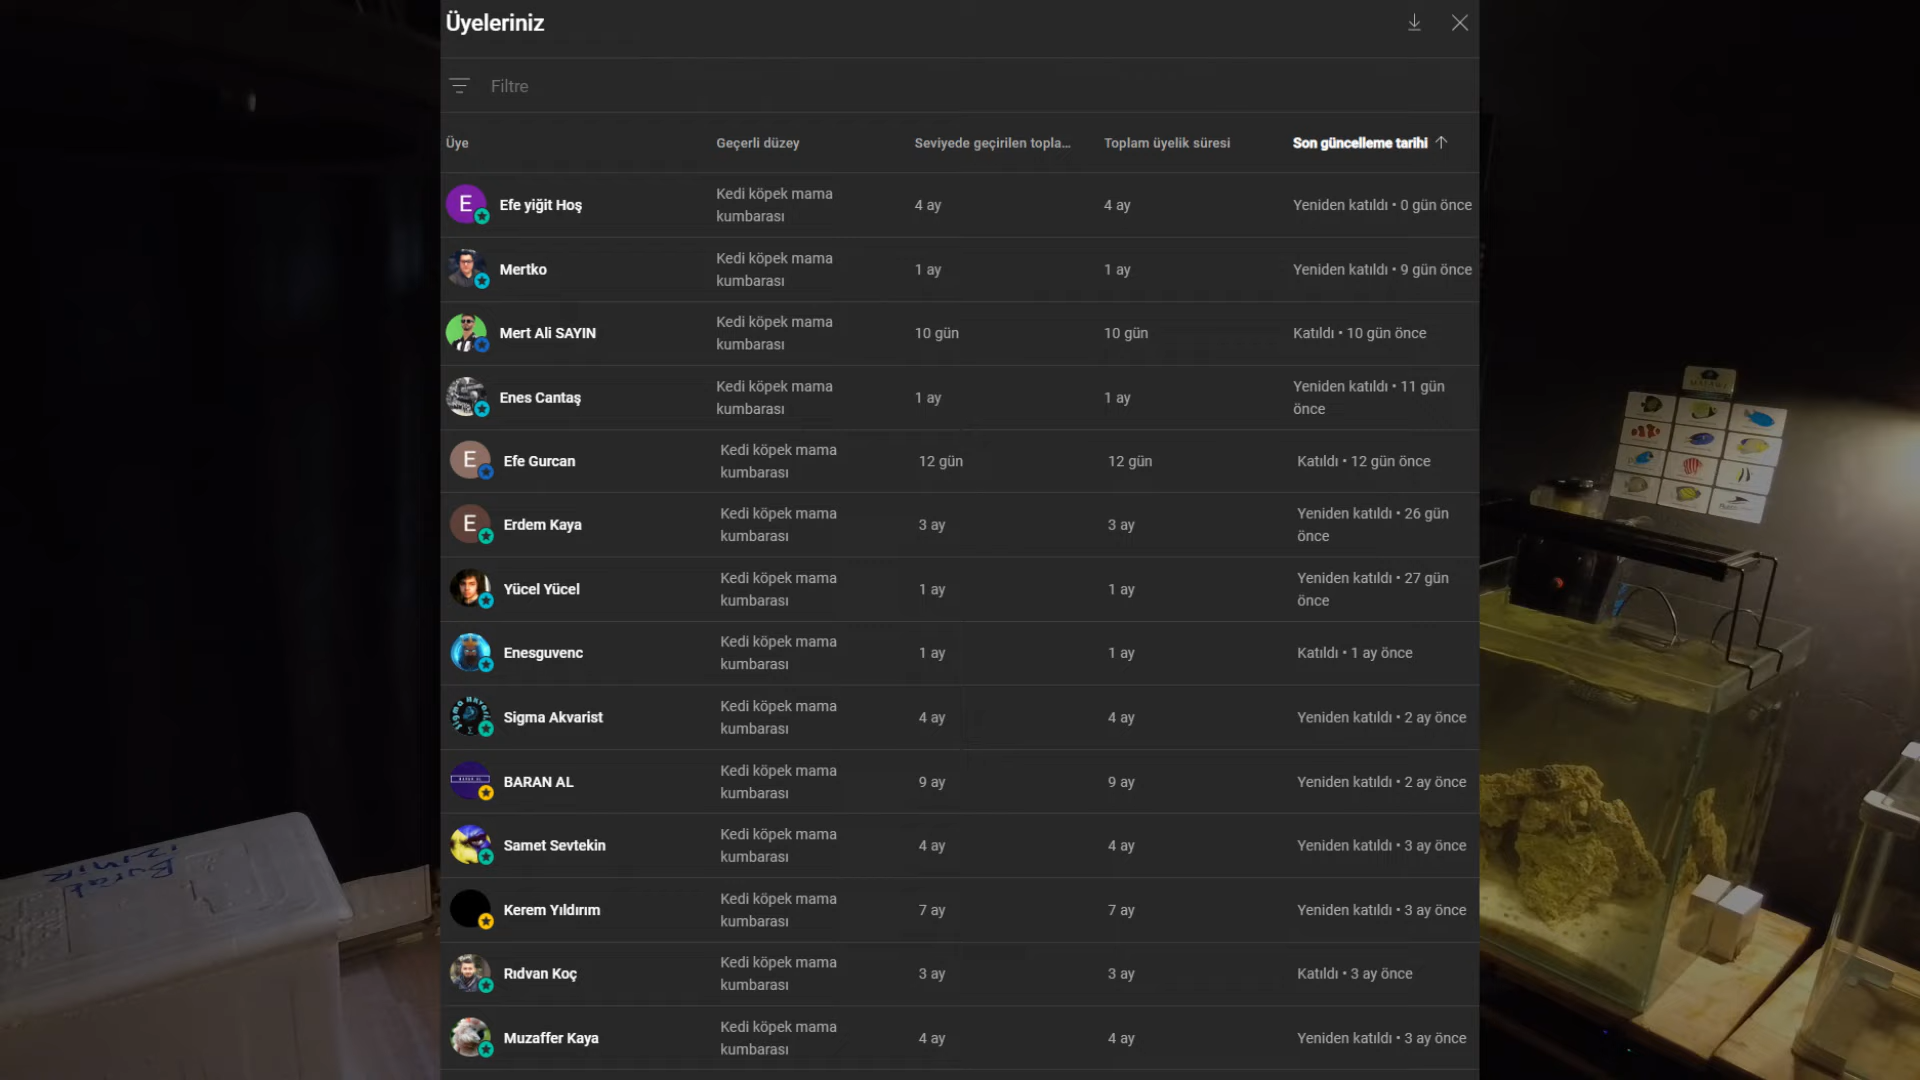 Üyeleriniz
Filtre
Üye Geçerli düzey Seviyede geçirilen topla... Toplam üyelik süresi Son güncelleme tarihi
E Efe yiğit Hoş Kedi köpek mama kumbarası 4 ay 4 ay Yeniden katıldı • 0 gün önce
Mertko Kedi köpek mama kumbarası 1 ay 1 ay Yeniden katıldı • 9 gün önce
Mert Ali SAYIN Kedi köpek mama kumbarası 10 gün 10 gün Katıldı • 10 gün önce
Enes Cantaş Kedi köpek mama kumbarası 1 ay 1 ay Yeniden katıldı • 11 gün önce
E Efe Gurcan Kedi köpek mama kumbarası 12 gün 12 gün Katıldı • 12 gün önce
E Erdem Kaya Kedi köpek mama kumbarası 3 ay 3 ay Yeniden katıldı • 26 gün önce
Yücel Yücel Kedi köpek mama kumbarası 1 ay 1 ay Yeniden katıldı • 27 gün önce
Enesguvenc Kedi köpek mama kumbarası 1 ay 1 ay Katıldı • 1 ay önce
Sigma Akvarist Kedi köpek mama kumbarası 4 ay 4 ay Yeniden katıldı • 2 ay önce
BARAN AL BARAN AL Kedi köpek mama kumbarası 9 ay 9 ay Yeniden katıldı • 2 ay önce
Samet Sevtekin Kedi köpek mama kumbarası 4 ay 4 ay Yeniden katıldı • 3 ay önce
Kerem Yıldırım Kedi köpek mama kumbarası 7 ay 7 ay Yeniden katıldı • 3 ay önce
Rıdvan Koç Kedi köpek mama kumbarası 3 ay 3 ay Katıldı • 3 ay önce
Muzaffer Kaya Kedi köpek mama kumbarası 4 ay 4 ay Yeniden katıldı • 3 ay önce
Burak
İZMİR